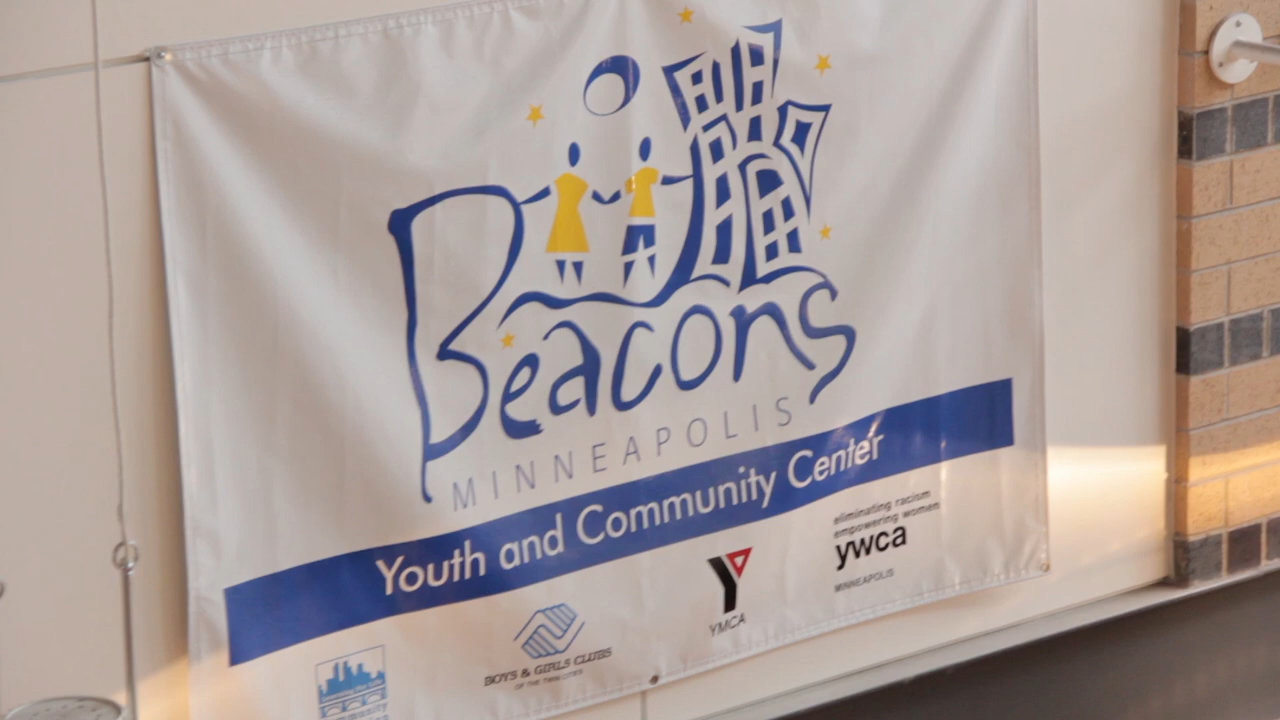 Beacons
MINNEAPOLIS
Youth and Community Center
eliminating racism
empowering women
ywca
MINNEAPOLIS
YMCA
BOYS & GIRLS CLUBS
OF THE TWIN CITIES